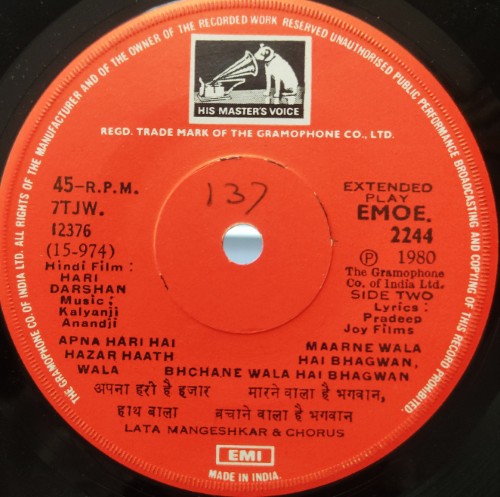 THE GRAMOPHONE CO. OF INDIA LTD. ALL RIGHTS OF THE MANUFACTURER AND OF THE OWNER OF THE RECORDED WORK RESERVED UNAUTHORISED PUBLIC PERFORMANCE BROADCASTING AND COPYING OF THIS RECORD PROHIBITED.
HIS MASTER'S VOICE
REGD. TRADE MARK OF THE GRAMOPHONE CO., LTD.
137
45-R.P.M.
7TJW.
12376
(15-974)
Hindi Film:
HARI
DARSHAN
Music:
Kalyanji
Anandji
EXTENDED
PLAY
EMOE.
2244
Ⓟ 1980
The Gramophone
Co. of India Ltd.
SIDE TWO
Lyrics:
Pradeep
Joy Films
APNA HARI HAI
HAZAR HAATH
WALA
MAARNE WALA
HAI BHAGWAN,
BHCHANE WALA HAI BHAGWAN
अपना हरी है हजार
हाथ बाला
मारने वाला है भगवान,
बचाने वाला है भगवान
LATA MANGESHKAR & CHORUS
EMI
MADE IN INDIA